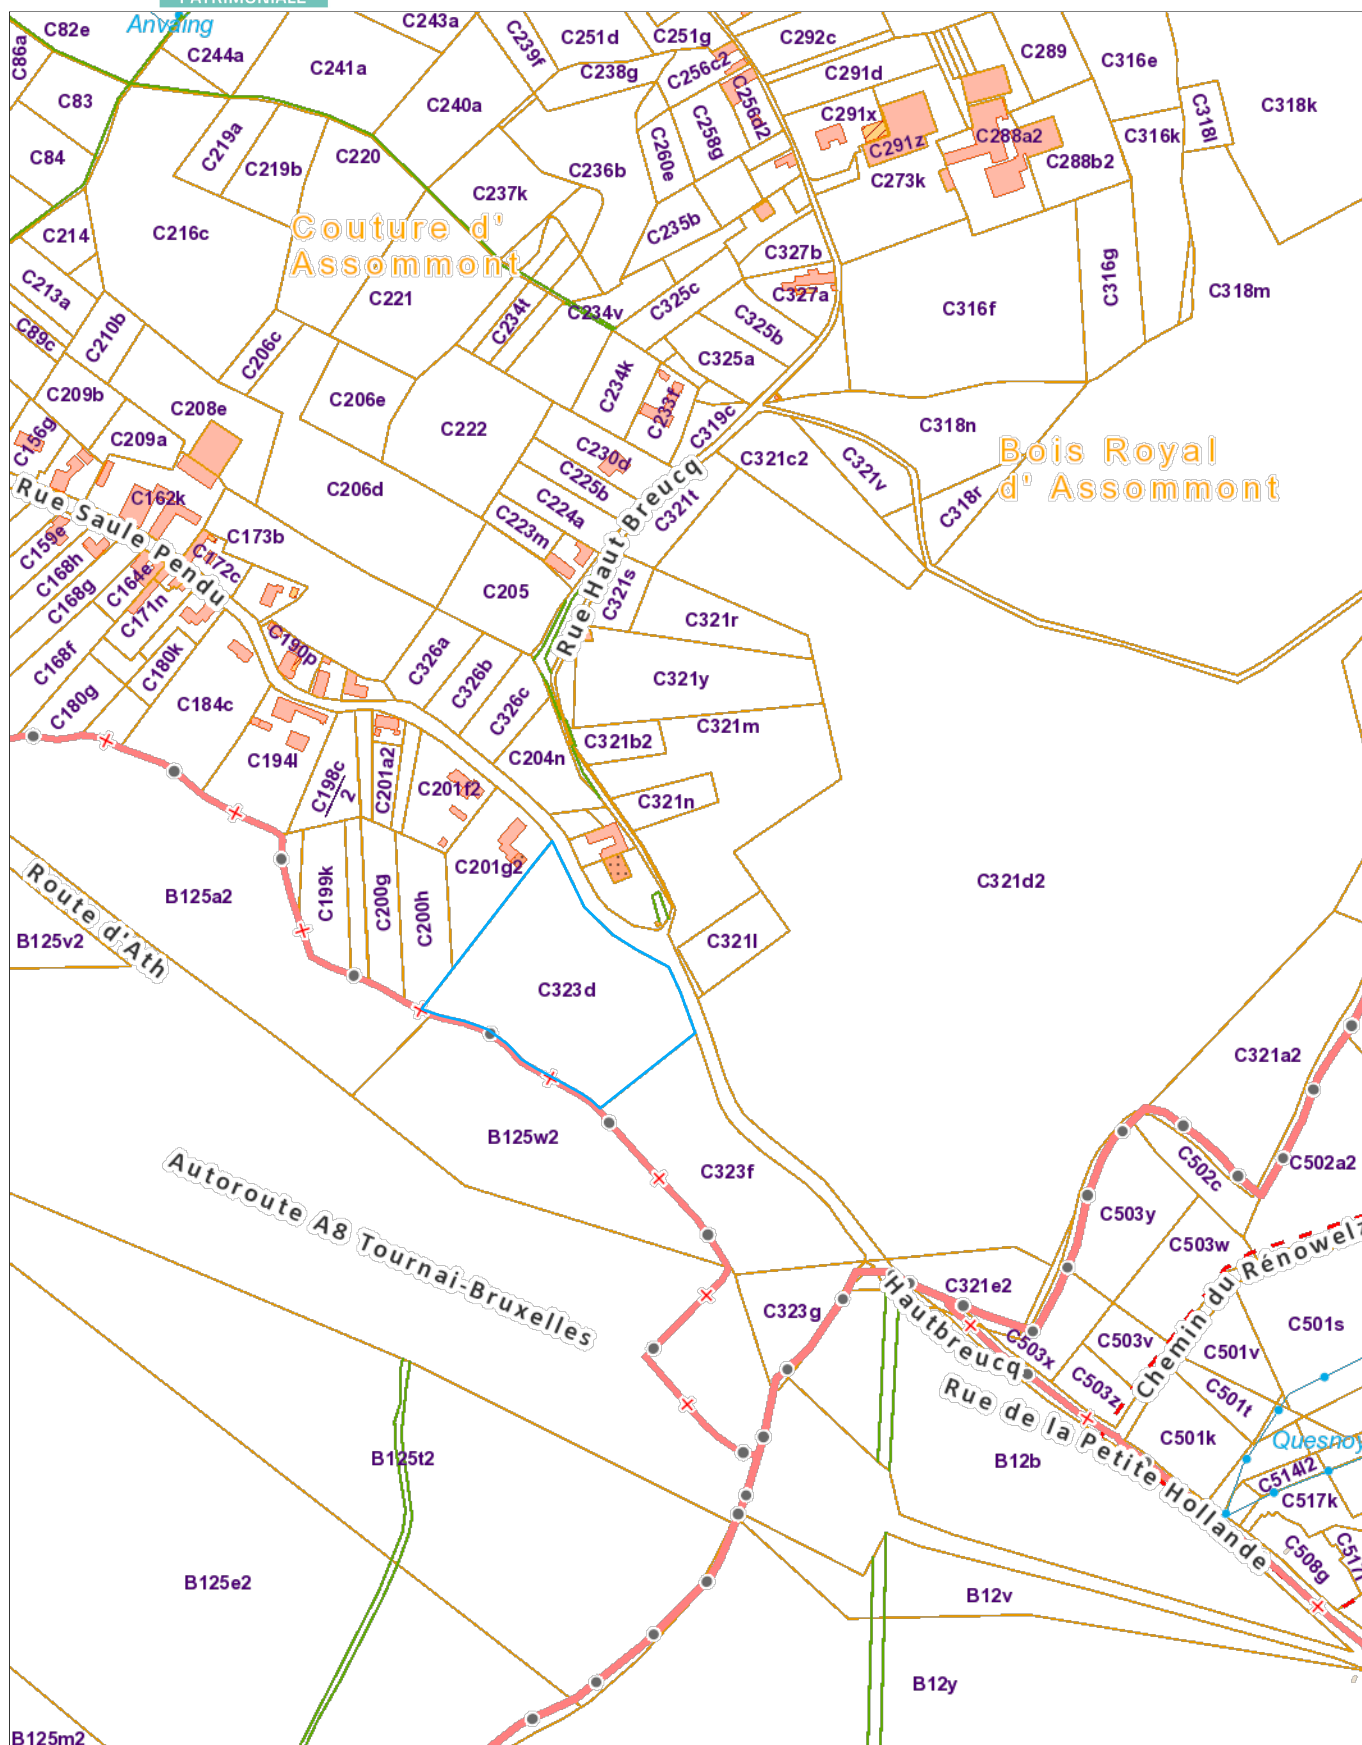 PATRIMONIALE
Anvaing
C82e
C86a
C244a
C243a
C241a
C239f
C251d
C251g
C292c
C289
C316e
C238g
C256c2
C291d
C83
C240a
C256d2
C291x
C318k
C318l
C316k
C219a
C258g
C291z
C288a2
C84
C219b
C220
C260e
C236b
C288b2
C237k
C273k
C214
C216c
C235b
Couture d'
Assommont
C327b
C316g
C213a
C221
C325c
C327a
C318m
C316f
C234t
C234v
C325b
C89c
C210b
C206c
C325a
C234k
C209b
C206e
C233f
C208e
C319c
C318n
C209a
C222
C156g
C230d
C321c2
C321v
Bois Royal
d' Assommont
C206d
C225b
Rue Haut Breucq
C321t
C318r
C162k
C224a
Rue Saule Pendu
C223m
C159e
C173b
C168h
C172c
C164e
C168g
C171n
C205
C321s
C321r
C190p
C168f
C180k
C326a
C326b
C321y
C180g
C184c
C326c
C321m
C321b2
C194l
C198c
2
C201a2
C204n
C201f2
C321n
C201g2
Route d'Ath
B125a2
C199k
C200g
C200h
C321d2
B125v2
C321l
C323d
C321a2
B125w2
C323f
C502c
C502a2
Autoroute A8 Tournai-Bruxelles
C503y
C503w
Chemin du Rénowelz
C323g
C321e2
Hautbreucq
C503x
C503v
C501v
C501s
C503z
C501t
Rue de la Petite Hollande
C501k
Quesnoy
B125t2
B12b
C514l2
C517k
C508g
B125e2
B12v
B12y
B125m2